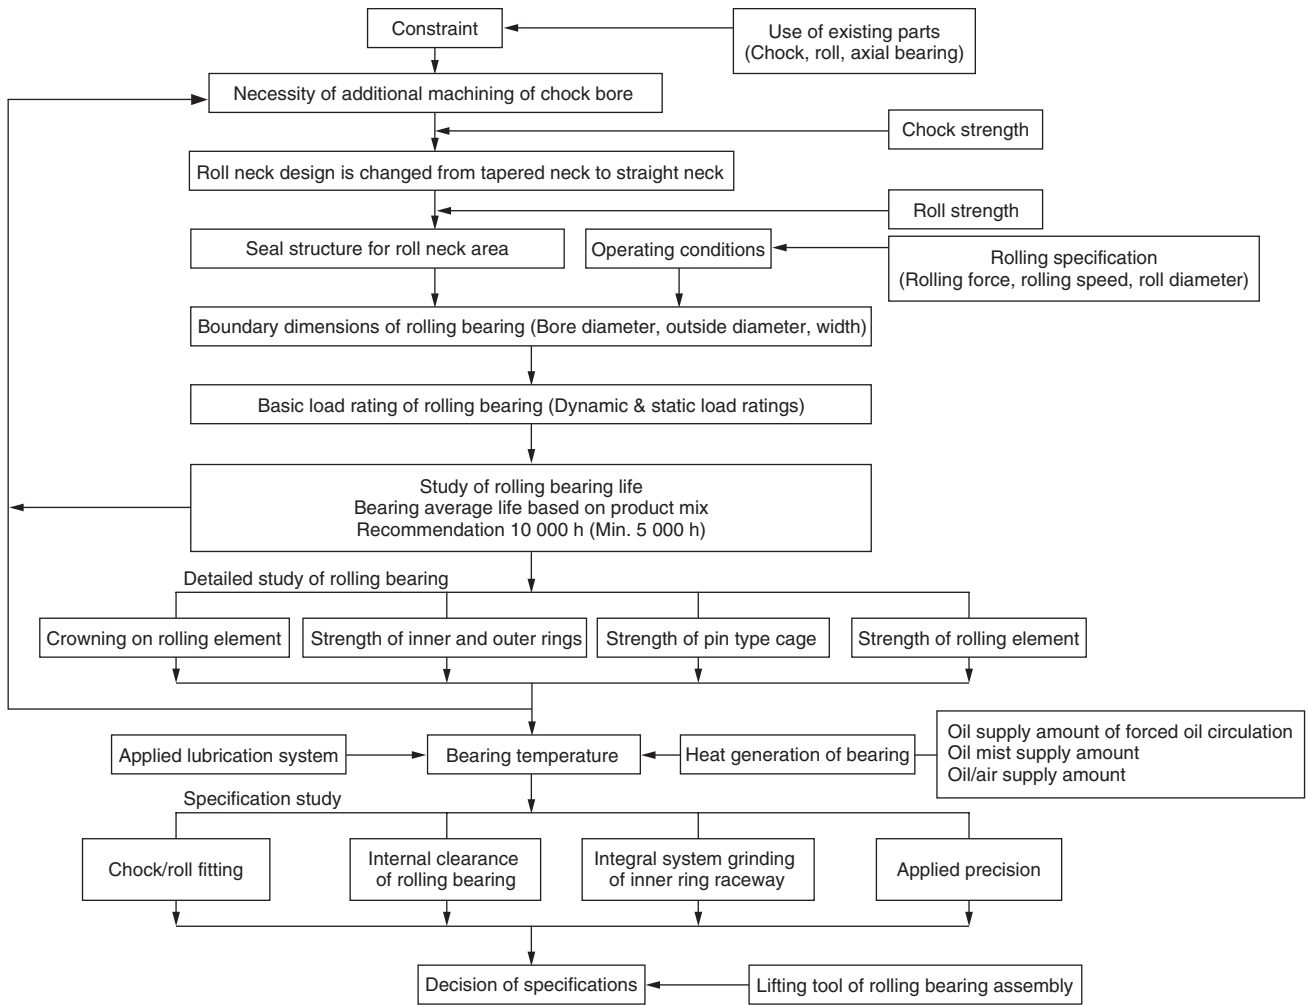 Constraint
Use of existing parts
(Chock, roll, axial bearing)
Necessity of additional machining of chock bore
Chock strength
Roll neck design is changed from tapered neck to straight neck
Roll strength
Seal structure for roll neck area
Operating conditions
Rolling specification
(Rolling force, rolling speed, roll diameter)
Boundary dimensions of rolling bearing (Bore diameter, outside diameter, width)
Basic load rating of rolling bearing (Dynamic & static load ratings)
Study of rolling bearing life
Bearing average life based on product mix
Recommendation 10 000 h (Min. 5 000 h)
Detailed study of rolling bearing
Crowning on rolling element
Strength of inner and outer rings
Strength of pin type cage
Strength of rolling element
Applied lubrication system
Bearing temperature
Heat generation of bearing
Oil supply amount of forced oil circulation
Oil mist supply amount
Oil/air supply amount
Specification study
Chock/roll fitting
Internal clearance
of rolling bearing
Integral system grinding
of inner ring raceway
Applied precision
Decision of specifications
Lifting tool of rolling bearing assembly